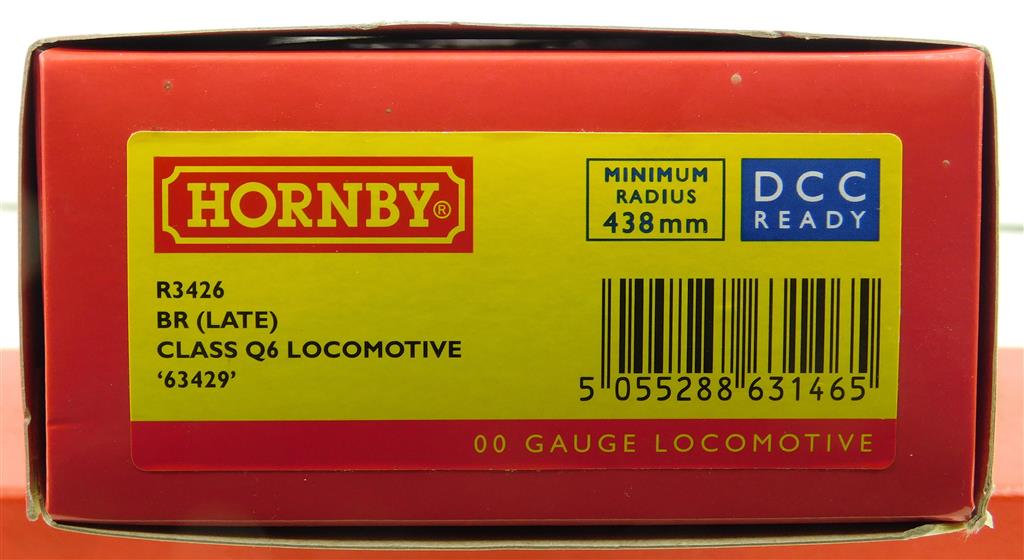 HORNBY®
MINIMUM
RADIUS
438mm
DCC
READY
R3426
BR (LATE)
CLASS Q6 LOCOMOTIVE
‘63429’
5 055288 631465
00 GAUGE LOCOMOTIVE